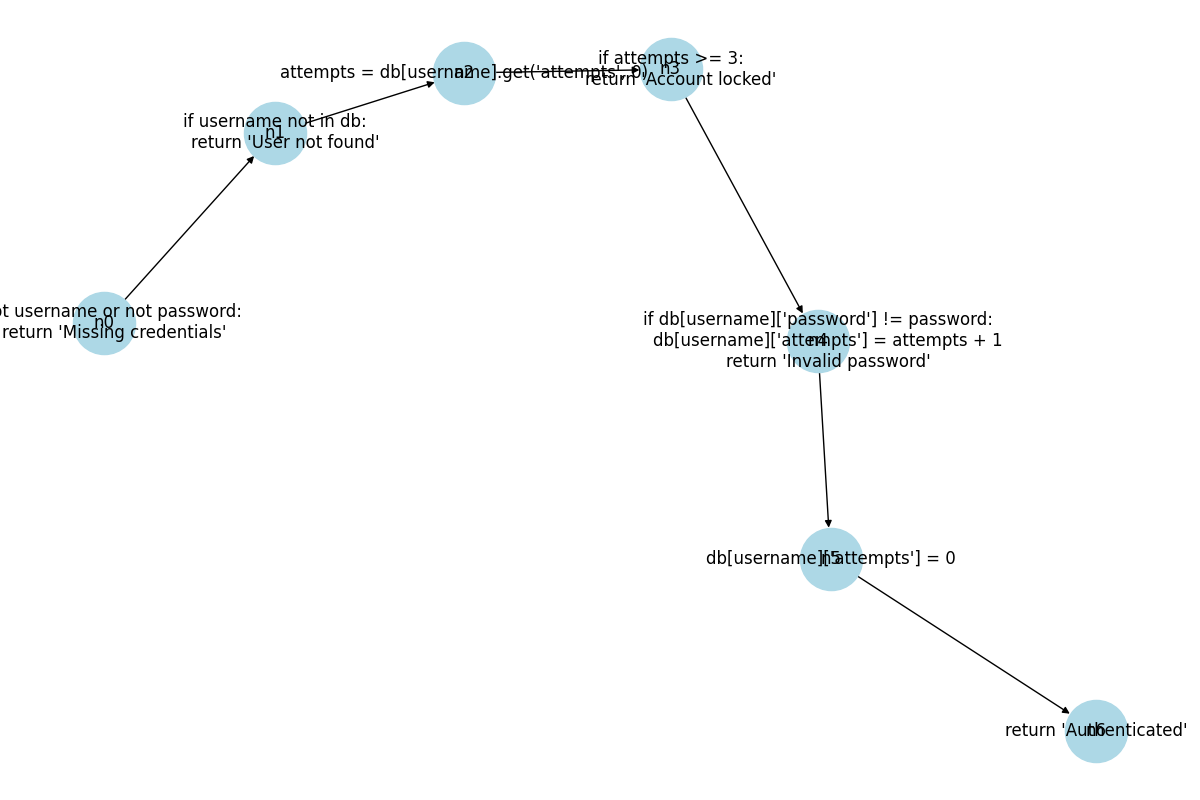 attempts = db[username].get('attempts', 0)
n2
if attempts >= 3:
return 'Account locked'
n3
if username not in db:
return 'User not found'
n1
username or not password:
return 'Missing credentials'
n0
if db[username]['password'] != password:
db[username]['attempts'] = attempts + 1
return 'Invalid password'
n4
db[username]['attempts'] = 0
n5
return 'Authenticated'
n6